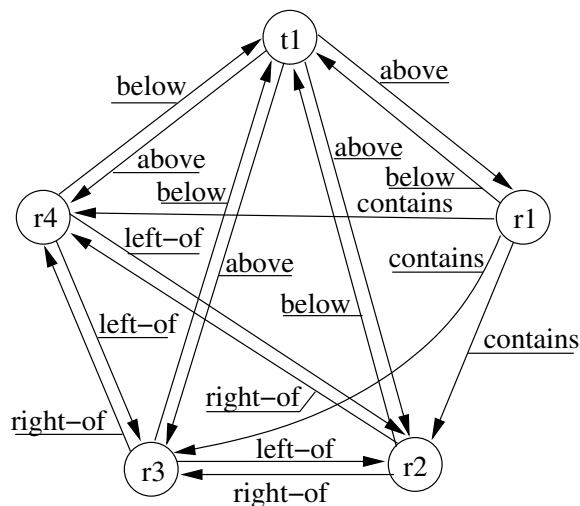 t1
below
above
above
above
below
below
contains
r4
r1
left−of
contains
above
below
left−of
contains
right−of
right−of
left−of
r3
r2
right−of